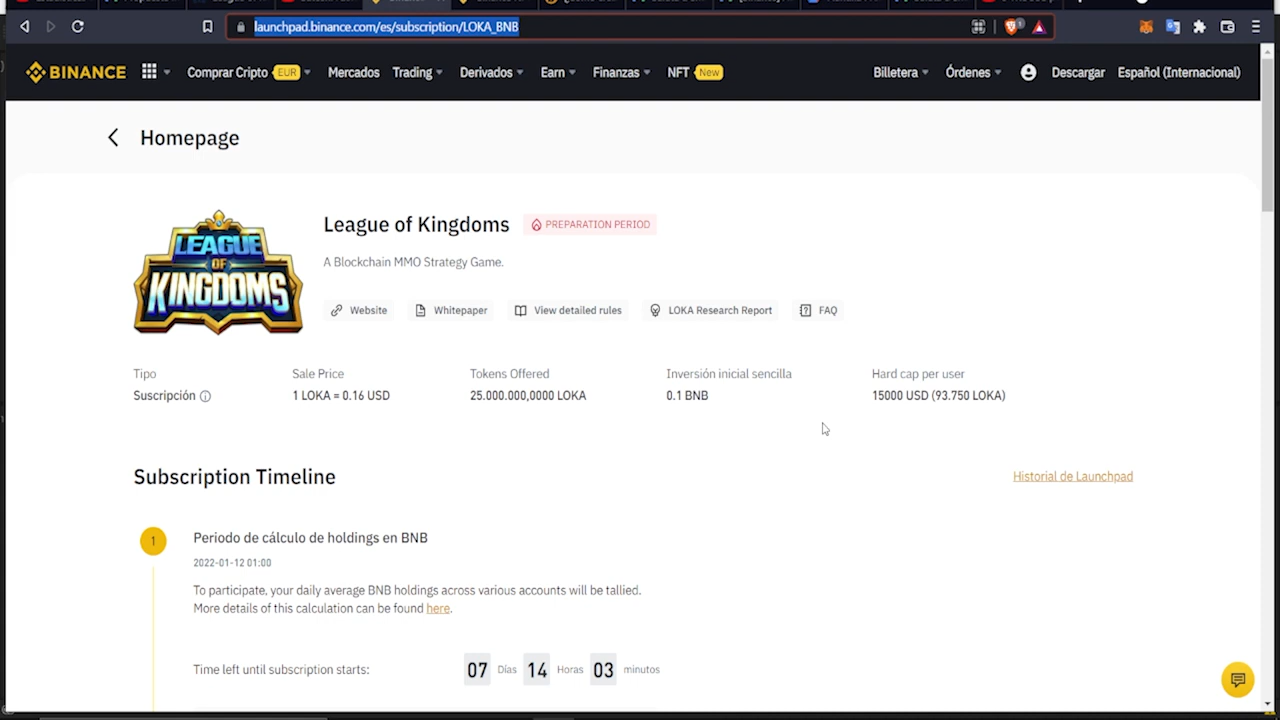 launchpad.binance.com/es/subscription/LOKA_BNB
BINANCE
Comprar Cripto EUR
Mercados
Trading
Derivados
Earn
Finanzas
NFT New
Billetera
Órdenes
Descargar
Español (Internacional)
Homepage
LEAGUE
OF
KINGDOMS
League of Kingdoms
PREPARATION PERIOD
A Blockchain MMO Strategy Game.
Website
Whitepaper
View detailed rules
LOKA Research Report
FAQ
Tipo
Suscripción
Sale Price
1 LOKA = 0.16 USD
Tokens Offered
25.000.000,0000 LOKA
Inversión inicial sencilla
0.1 BNB
Hard cap per user
15000 USD (93.750 LOKA)
Subscription Timeline
Historial de Launchpad
1
Periodo de cálculo de holdings en BNB
2022-01-12 01:00
To participate, your daily average BNB holdings across various accounts will be tallied.
More details of this calculation can be found here.
Time left until subscription starts:
07 Días 14 Horas 03 minutos